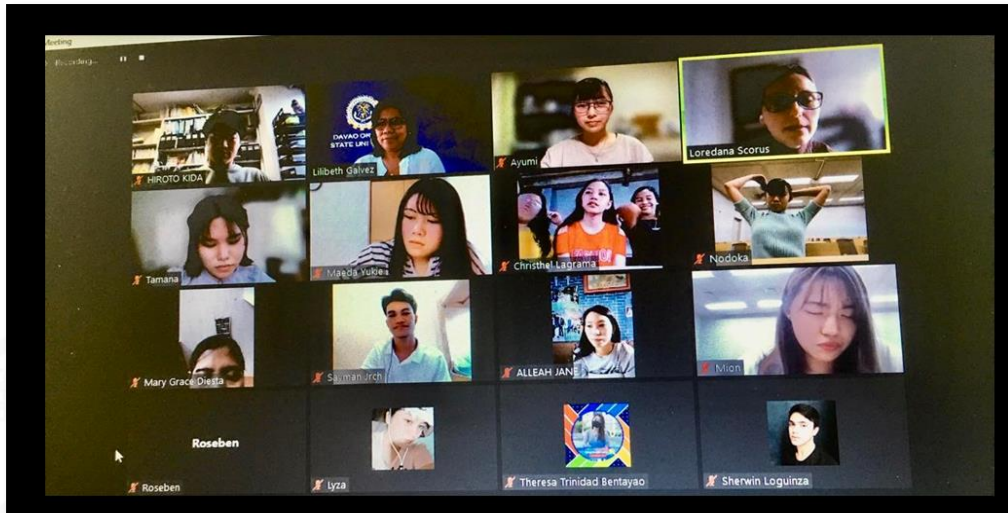 Meeting
Recording...
HIROTO KIDA
DAVAO OR
STATE UNI
Lilibeth Galvez
Ayumi
Loredana Scorus
Tamana
Maeda Yukie
Christhel Lagrama
Nodoka
Mary Grace Diesta
ALLEAH JANE
Mion
Roseben
Roseben
Lyza
Theresa Trinidad Bentayao
Sherwin Loguinza